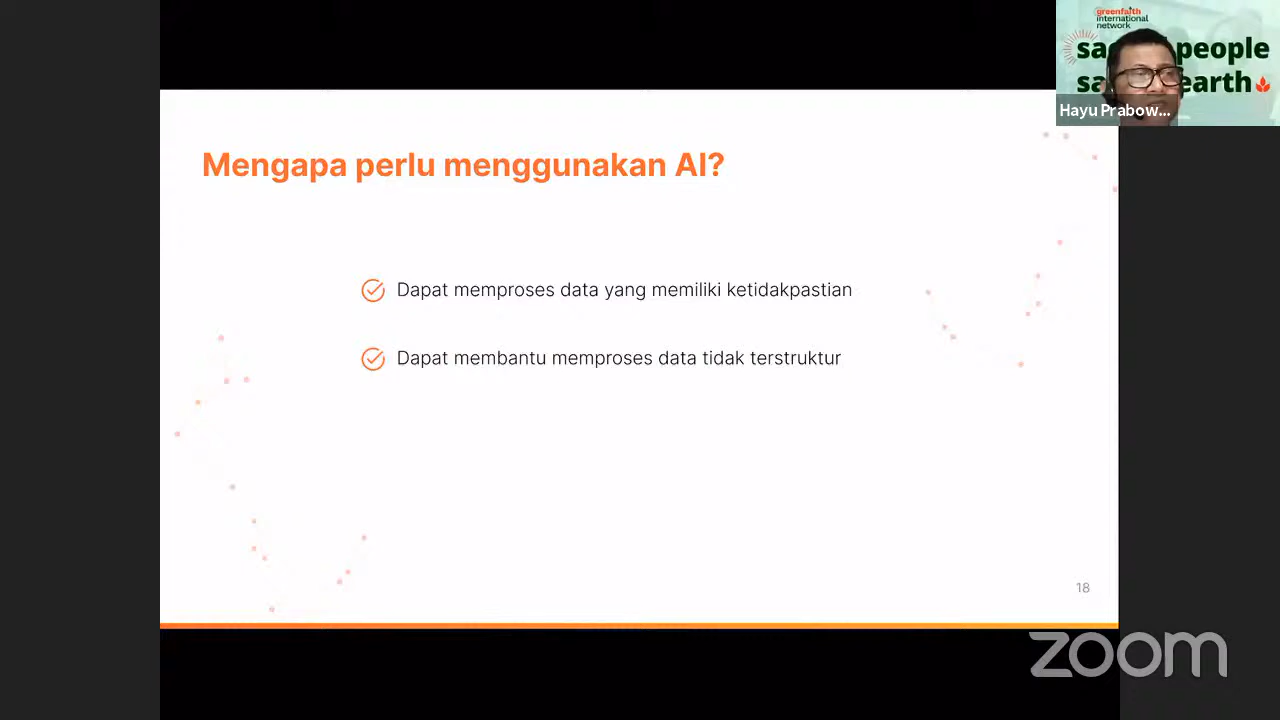 greenfaith
international
network
sa people
sa earth
Hayu Prabow...
Mengapa perlu menggunakan AI?
Dapat memproses data yang memiliki ketidakpastian
Dapat membantu memproses data tidak terstruktur
18
zoom